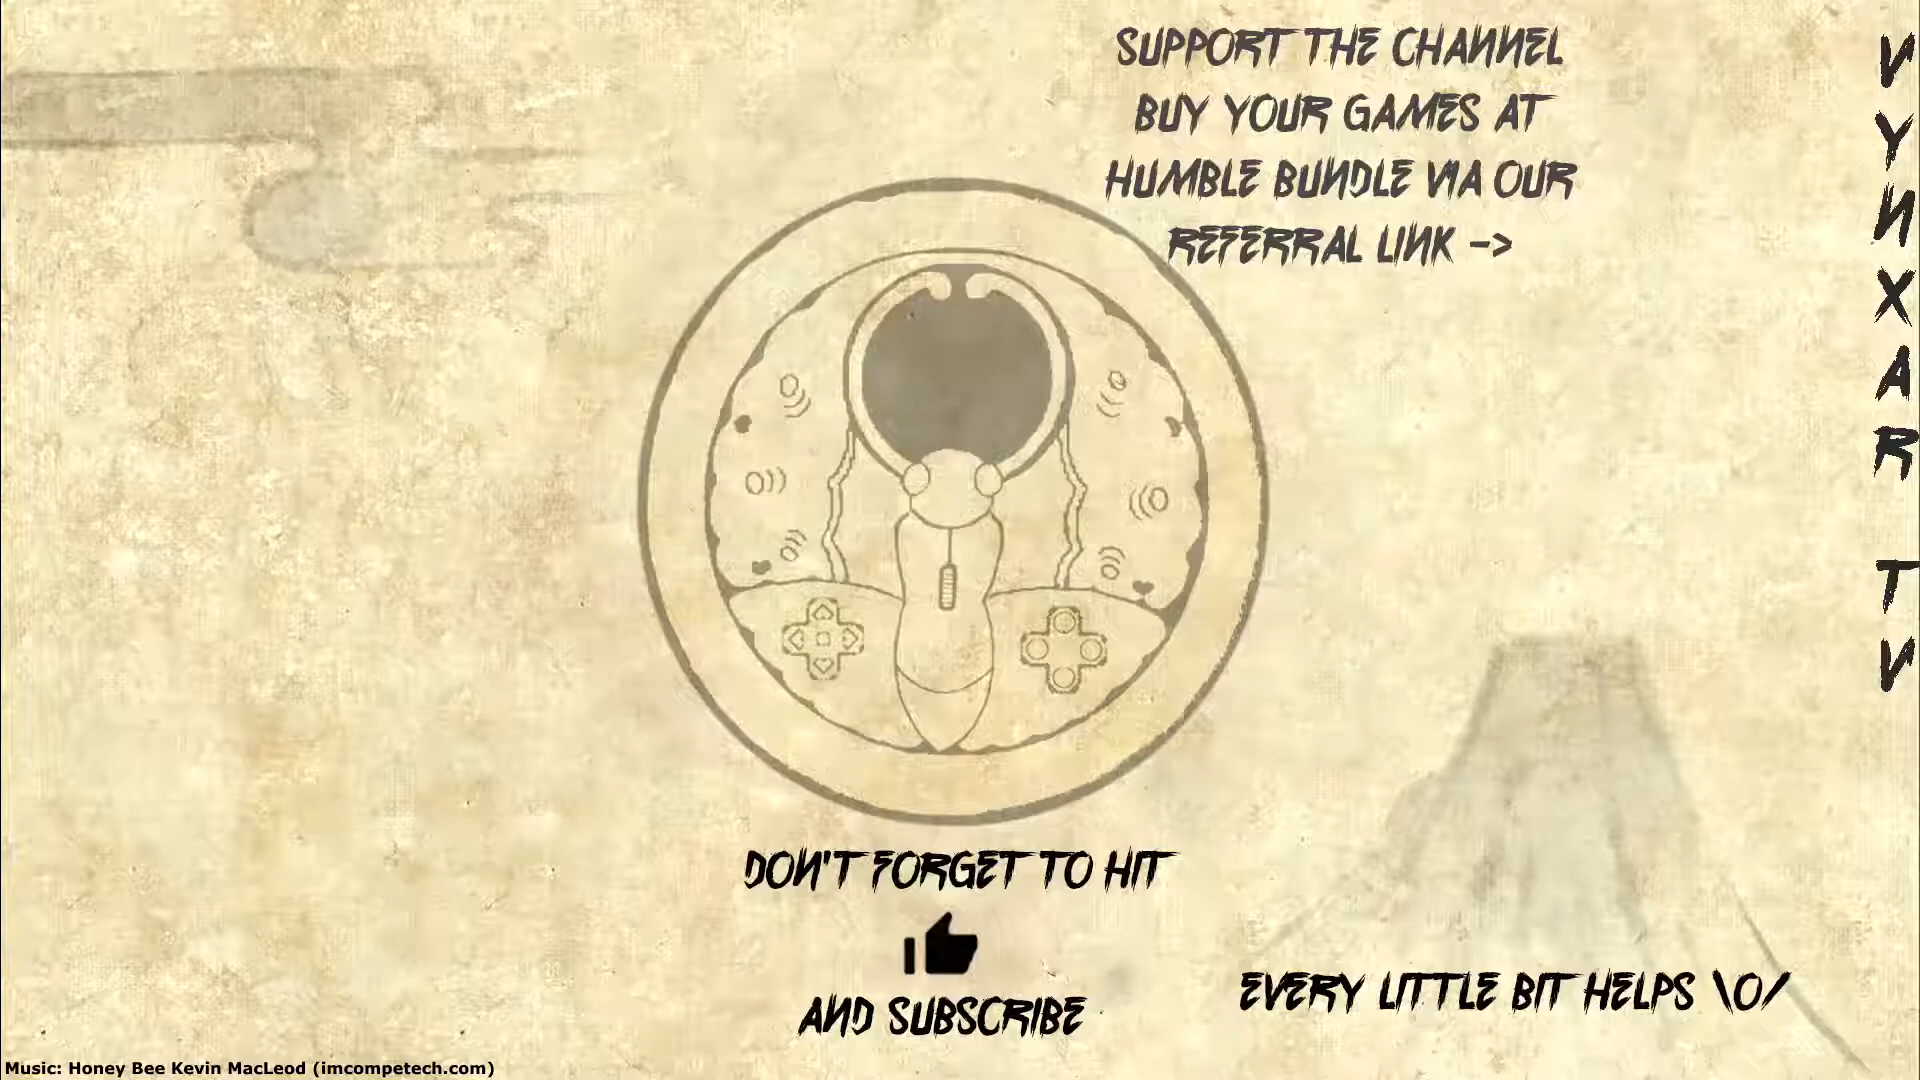 SUPPORT THE CHANNEL
BUY YOUR GAMES AT
HUMBLE BUNDLE VIA OUR
REFERRAL LINK ->
VYNXAR TV
DON'T FORGET TO HIT
AND SUBSCRIBE
EVERY LITTLE BIT HELPS \O/
Music: Honey Bee Kevin MacLeod (imcompetech.com)